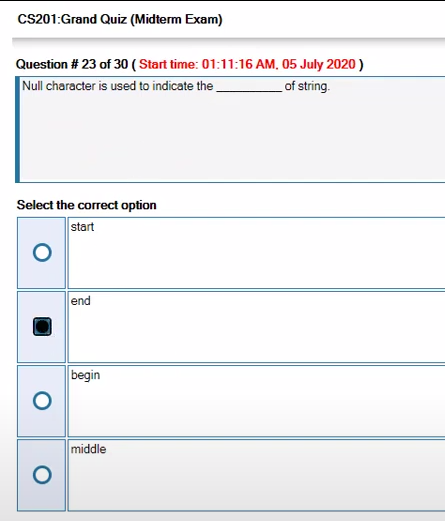 CS201:Grand Quiz (Midterm Exam)
Question # 23 of 30 ( Start time: 01:11:16 AM, 05 July 2020 )
Null character is used to indicate the __________ of string.
Select the correct option
start
end
begin
middle